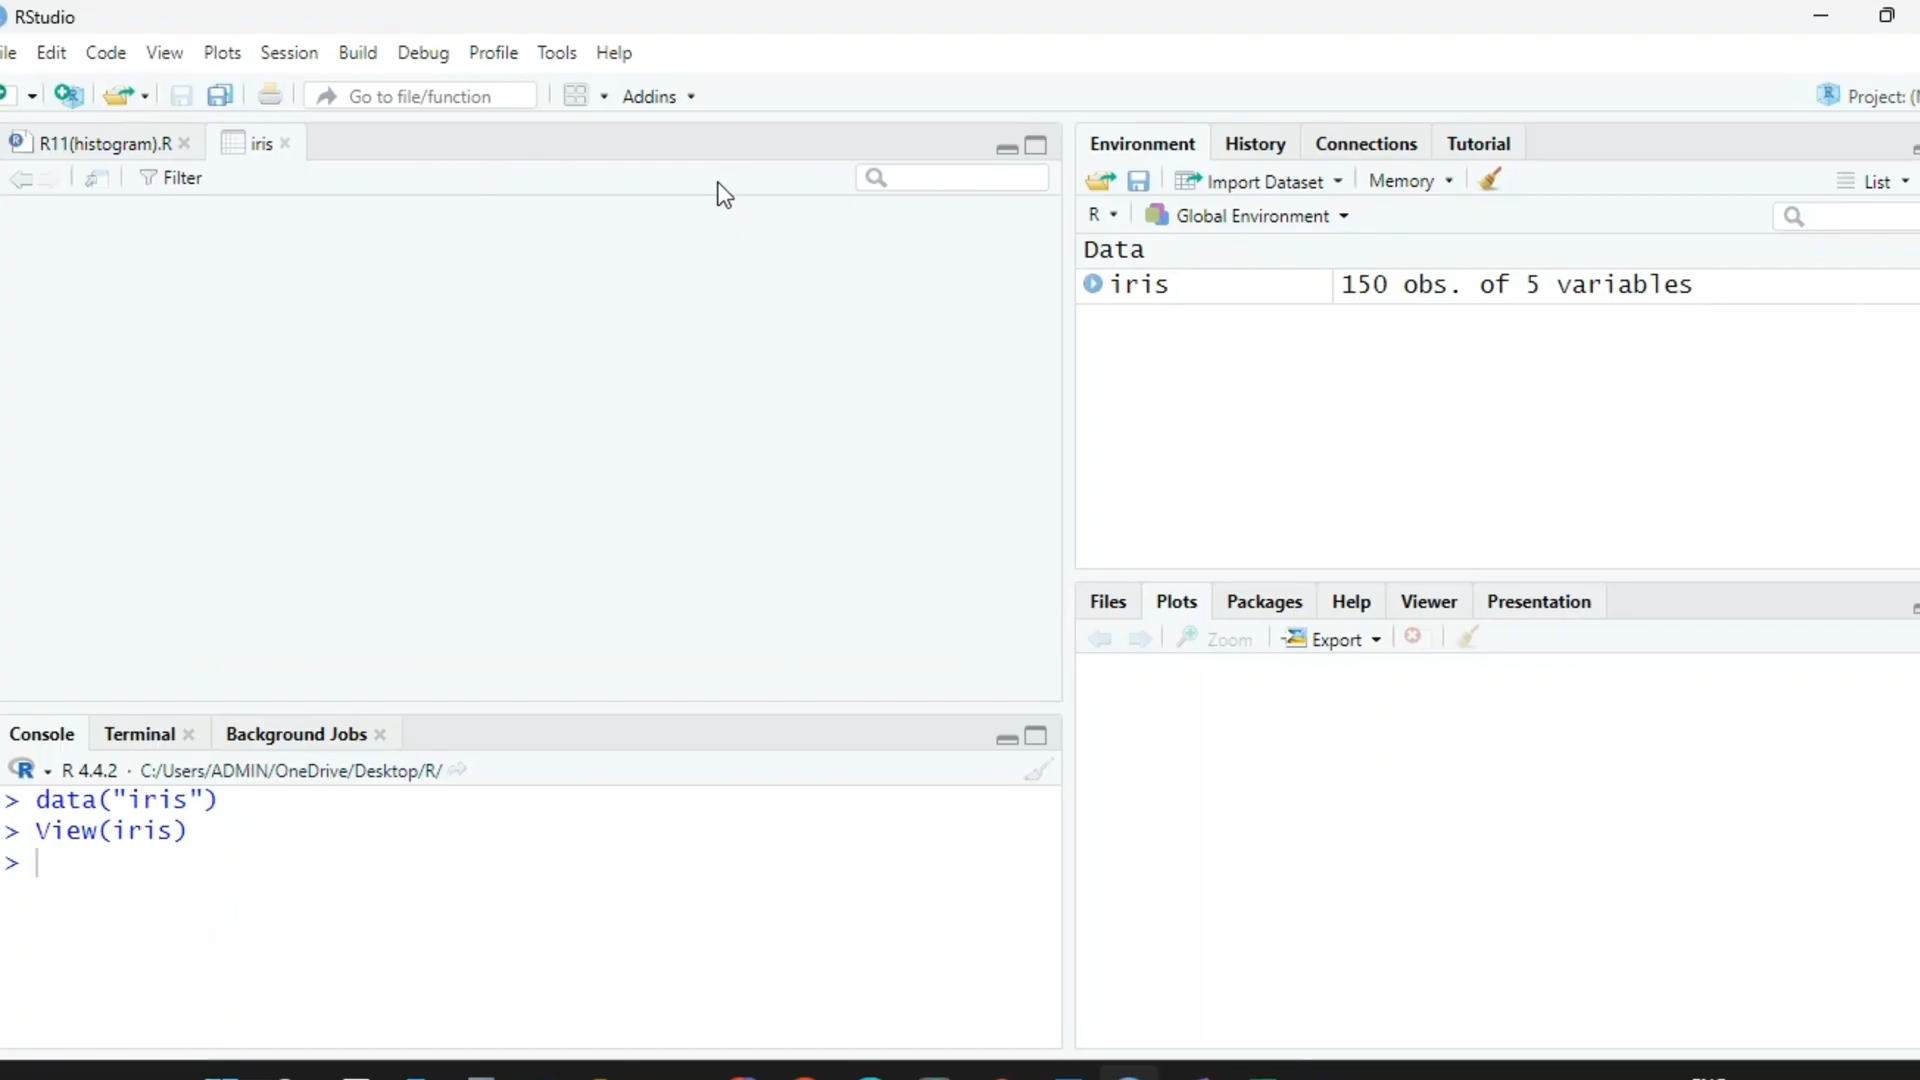 RStudio
ile Edit Code View Plots Session Build Debug Profile Tools Help
Go to file/function Addins Project: (
R11(histogram).R iris
Filter
Environment History Connections Tutorial
Import Dataset Memory List
R Global Environment
Data
iris 150 obs. of 5 variables
Files Plots Packages Help Viewer Presentation
Zoom Export
Console Terminal Background Jobs
R 4.4.2 · C:/Users/ADMIN/OneDrive/Desktop/R/
> data("iris")
> View(iris)
>